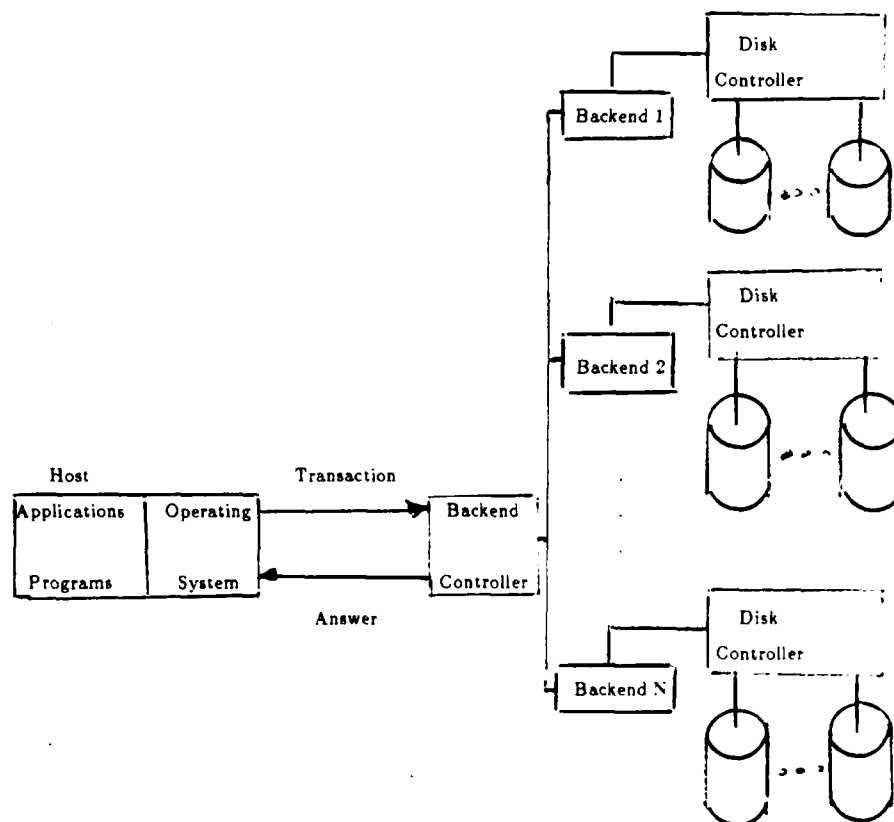 Disk
Controller
Backend 1
Disk
Controller
Backend 2
Host
Transaction
Applications
Operating
Backend
Programs
System
Controller
Answer
Disk
Controller
Backend N